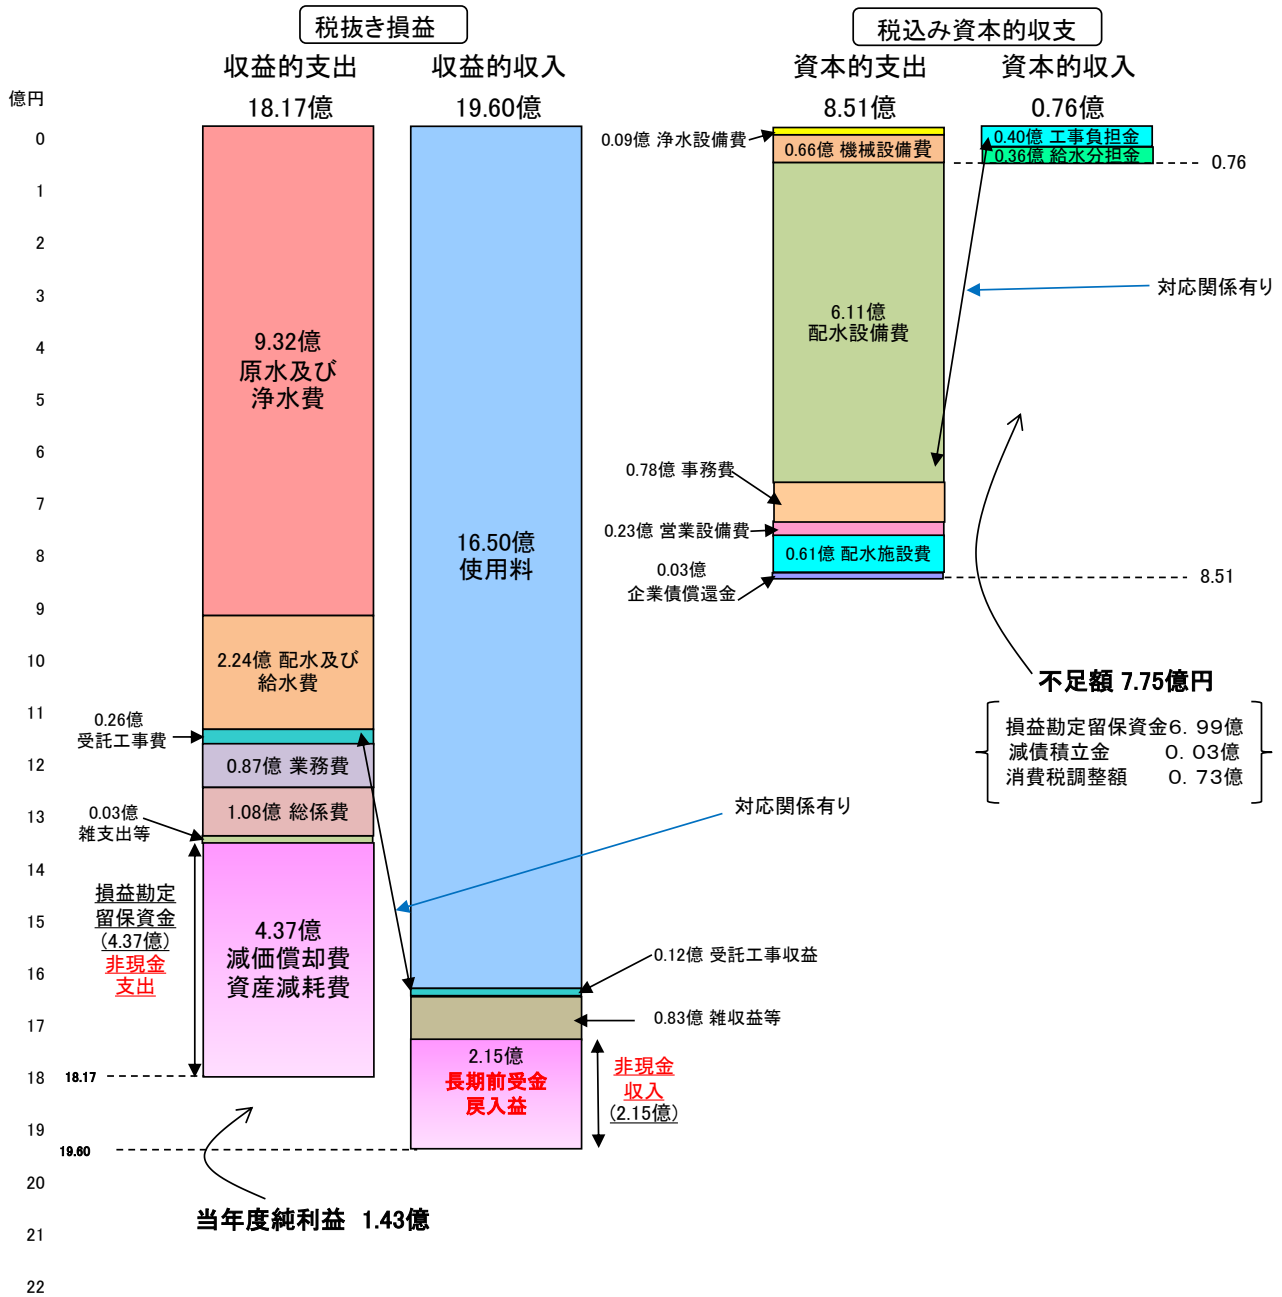 税抜き損益
税込み資本的収支
収益的支出
収益的収入
資本的支出
資本的収入
18.17億
19.60億
8.51億
0.76億
億円
0
1
2
3
4
5
6
7
8
9
10
11
12
13
14
15
16
17
18
19
20
21
22
18.17
19.60
9.32億
原水及び
浄水費
2.24億 配水及び
給水費
0.26億
受託工事費
0.87億 業務費
1.08億 総係費
0.03億
雑支出等
4.37億
減価償却費
資産減耗費
損益勘定
留保資金
(4.37億)
非現金
支出
16.50億
使用料
0.12億 受託工事収益
0.83億 雑収益等
2.15億
長期前受金
戻入益
非現金
収入
(2.15億)
対応関係有り
当年度純利益 1.43億
0.09億 浄水設備費
0.66億 機械設備費
6.11億
配水設備費
0.78億 事務費
0.23億 営業設備費
0.61億 配水施設費
0.03億
企業債償還金
0.40億 工事負担金
0.36億 給水分担金
0.76
対応関係有り
8.51
不足額 7.75億円
損益勘定留保資金6．99億
減債積立金 0．03億
消費税調整額 0．73億